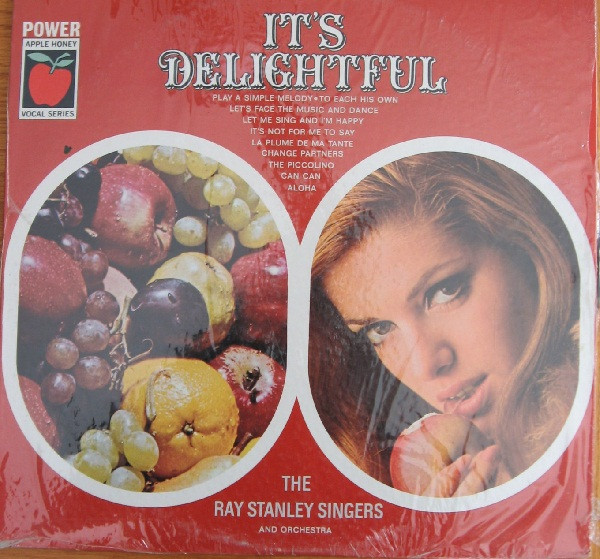 POWER
APPLE HONEY
VOCAL SERIES
IT'S
DELIGHTFUL
PLAY A SIMPLE MELODY • TO EACH HIS OWN
LET'S FACE THE MUSIC AND DANCE
LET ME SING AND I'M HAPPY
IT'S NOT FOR ME TO SAY
LA PLUME DE MA TANTE
CHANGE PARTNERS
THE PICCOLINO
CAN CAN
ALOHA
THE
RAY STANLEY SINGERS
AND ORCHESTRA